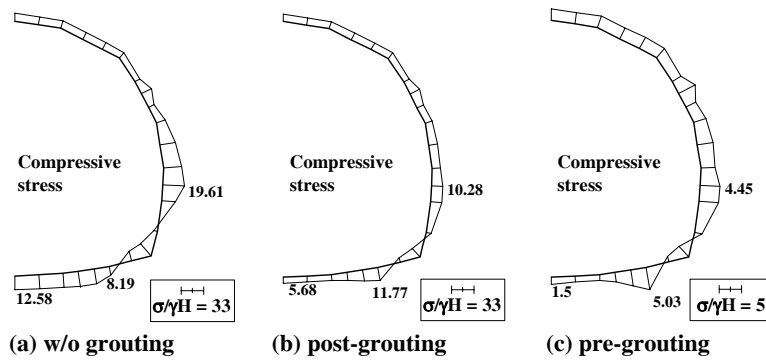 Compressive
stress
19.61
12.58
8.19
σ/γH = 33
(a) w/o grouting
Compressive
stress
10.28
5.68
11.77
σ/γH = 33
(b) post-grouting
Compressive
stress
4.45
1.5
5.03
σ/γH = 5
(c) pre-grouting